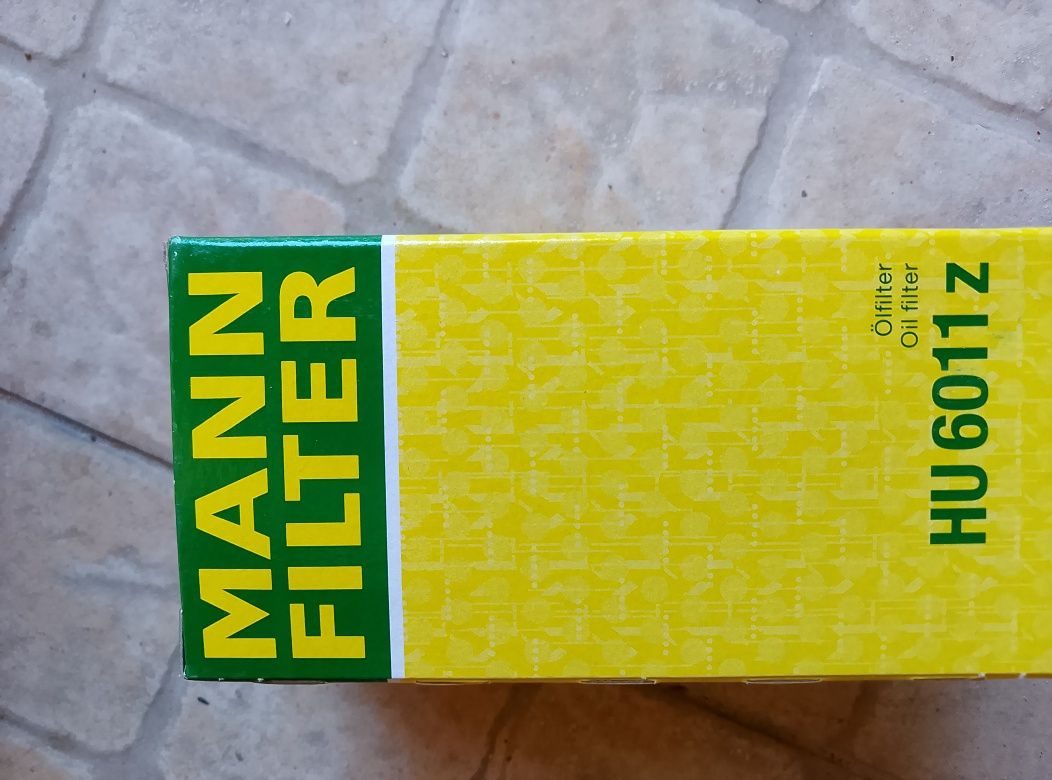 MANN
FILTER
Ölfilter
Oil filter
HU 6011 z